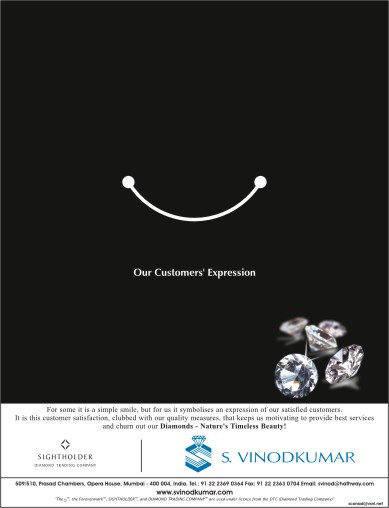 Our Customers' Expression
For some it is a simple smile, but for us it symbolises an expression of our satisfied customers.
It is this customer satisfaction, clubbed with our quality measures, that keeps us motivating to provide best services
and churn out our Diamonds - Nature's Timeless Beauty!
SIGHTHOLDER
DIAMOND TRADING COMPANY
S. VINODKUMAR
509/510, Prasad Chambers, Opera House, Mumbai - 400 004, India. Tel.: 91 22 2369 0364 Fax: 91 22 2363 0704 Email: svinod@hathway.com
www.svinodkumar.com
the Forevermark™, SIGHTHOLDER™, and DIAMOND TRADING COMPANY™ are used under licence from the DTC (Diamond Trading Company)"